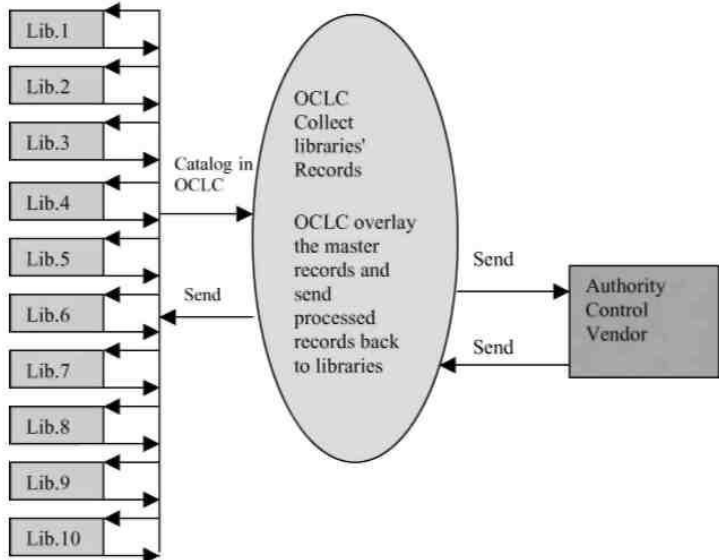 Lib.1
Lib.2
Lib.3
Lib.4
Lib.5
Lib.6
Lib.7
Lib.8
Lib.9
Lib.10
Catalog in
OCLC
Send
OCLC
Collect
libraries'
Records
OCLC overlay
the master
records and
send
processed
records back
to libraries
Send
Send
Authority
Control
Vendor